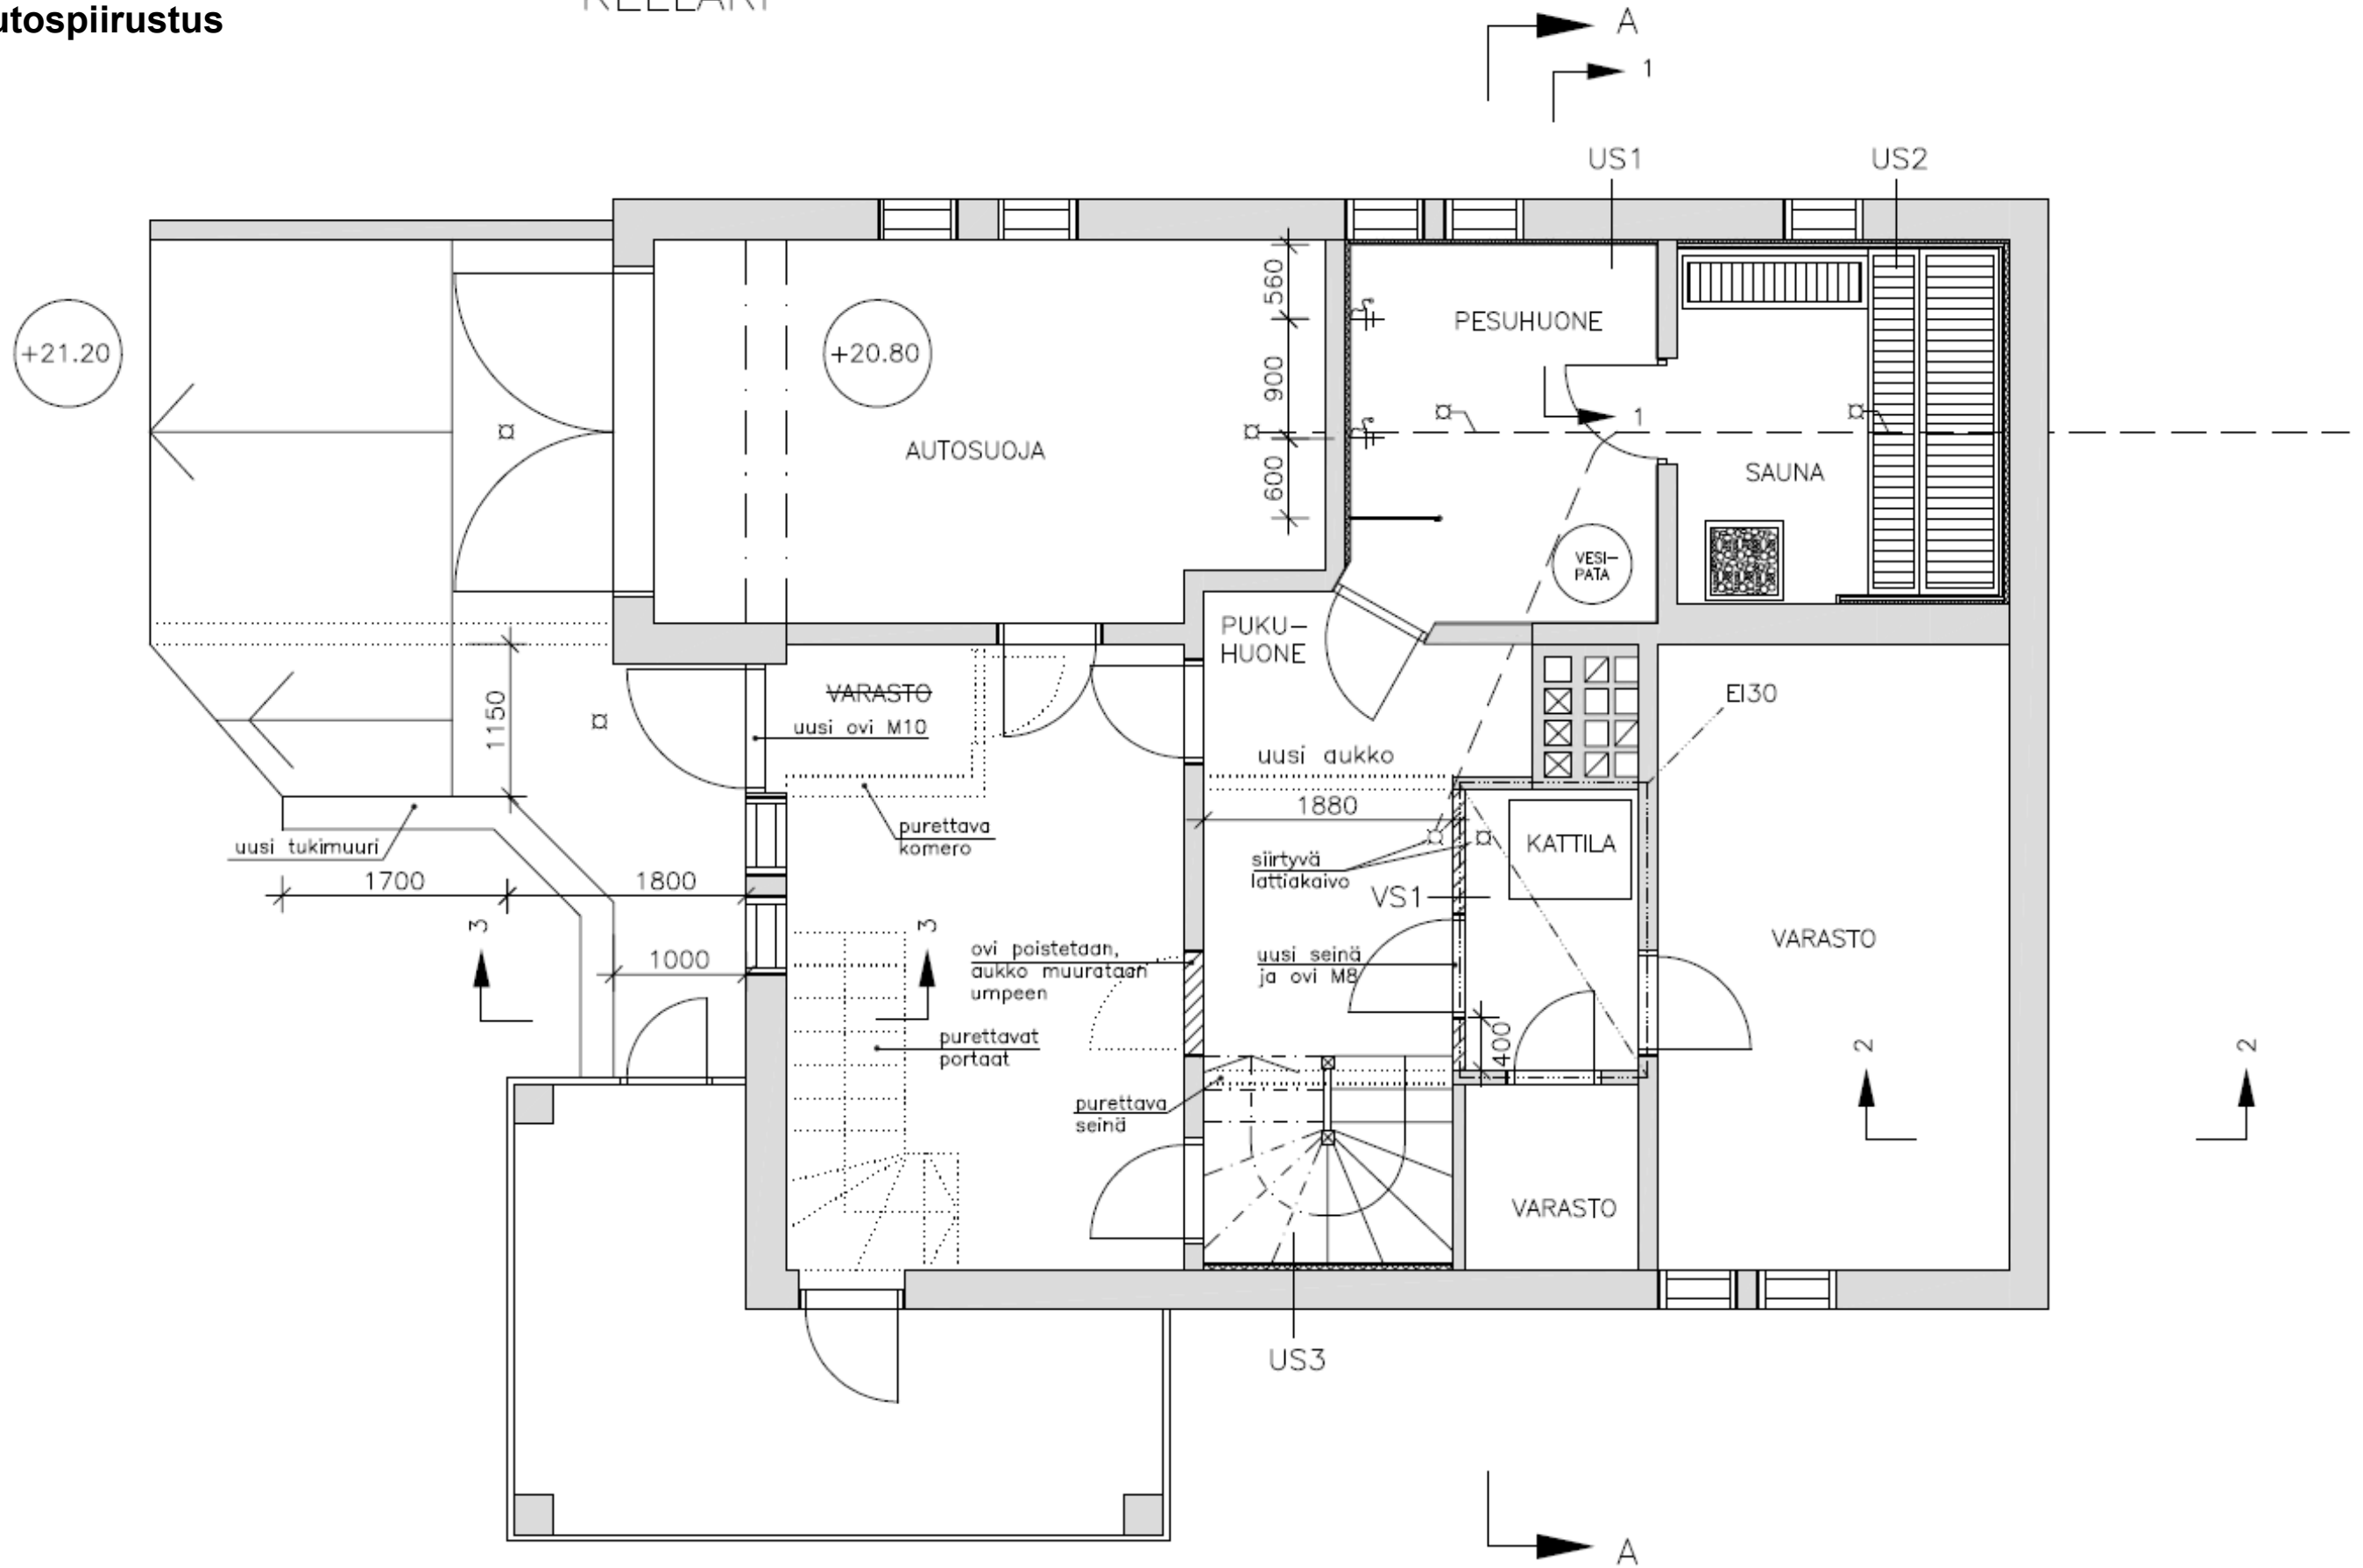 utospiirustus
KELLARI
A
1
US1
US2
+21.20
+20.80
560
900
600
PESUHUONE
1
AUTOSUOJA
SAUNA
VESI-
PATA
PUKU-
HUONE
VARASTO
uusi ovi M10
EI30
1150
uusi aukko
1880
purettava
komero
uusi tukimuuri
KATTILA
siirtyvä
lattiakaivo
1700
1800
VS1
3
3
VARASTO
ovi poistetaan,
aukko muurataan
umpeen
uusi seinä
ja ovi M8
1000
purettavat
portaat
400
2
2
purettava
seinä
VARASTO
US3
A